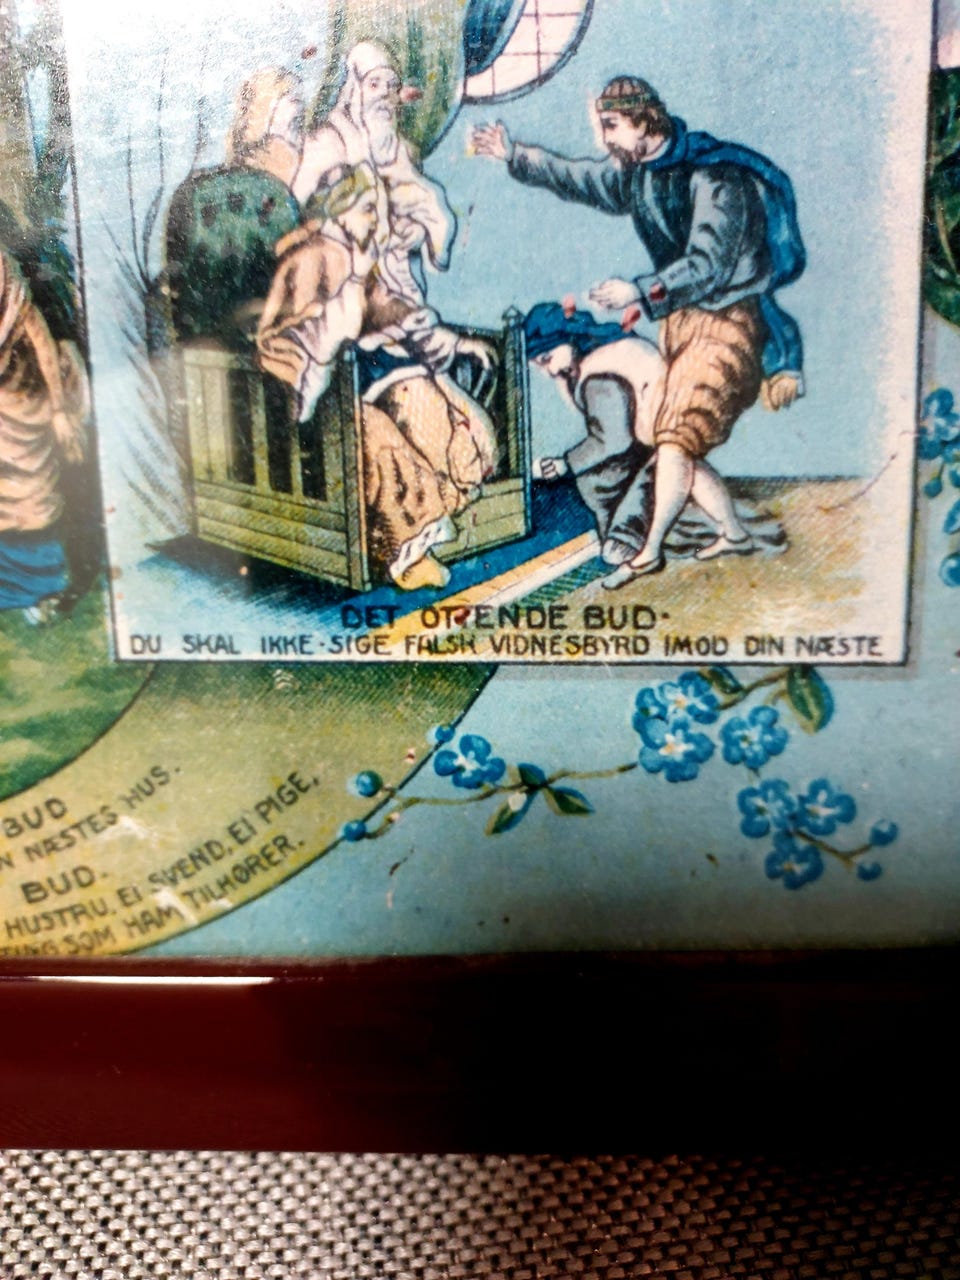 DET OTTENDE BUD·
DU SKAL IKKE·SIGE FALSK VIDNESBYRD IMOD DIN NÆSTE
BUD
NÆSTES HUS.
BUD.
HUSTRU, EI SVEND, EI PIGE,
SOM HAM TILHØRER.